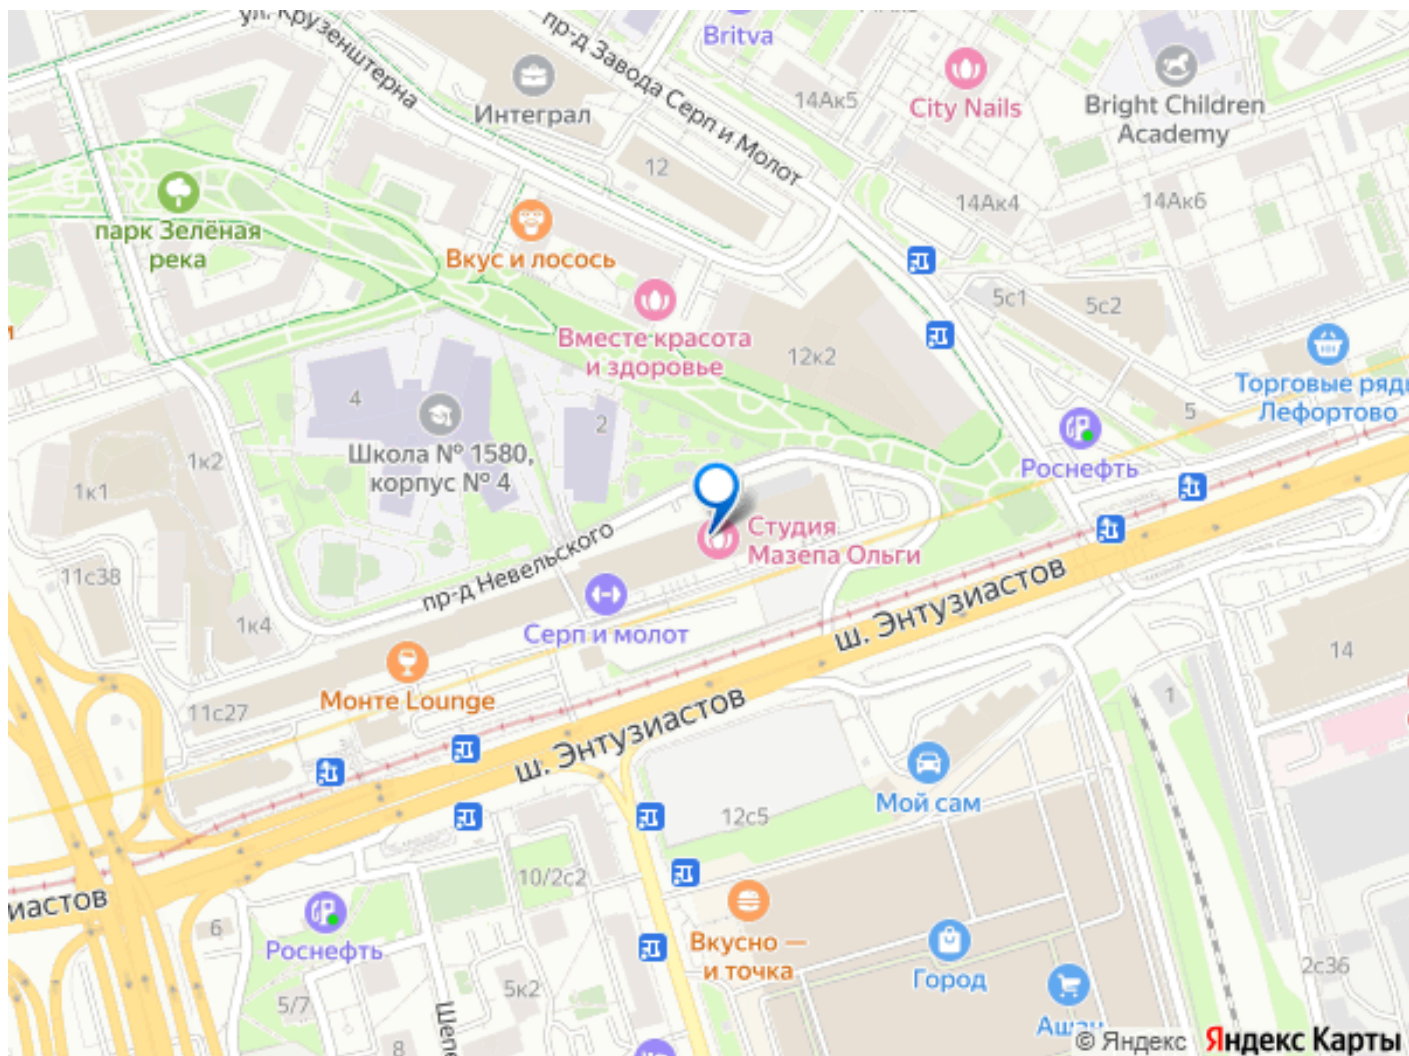 ул. Крузенштерна
пр-д Завода Серп и Молот
Britva
14Ак5
City Nails
Bright Children
Academy
Интеграл
12
14Ак4
14Ак6
парк Зелёная
река
Вкус и лосось
5с1
5с2
Вместе красота
и здоровье
12к2
Торговые ряды
Лефортово
5
4
2
Школа № 1580,
корпус № 4
Роснефть
1к2
1к1
Студия
Мазепа Ольги
пр-д Невельского
11с38
1к4
Серп и молот
ш. Энтузиастов
14
1
Монте Lounge
11с27
ш. Энтузиастов
Мой сам
12с5
10/2с2
иастов
6
Роснефть
Вкусно —
и точка
Город
2с36
5/7
5к2
Шепе
8
Ашан
© Яндекс
Яндекс Карты